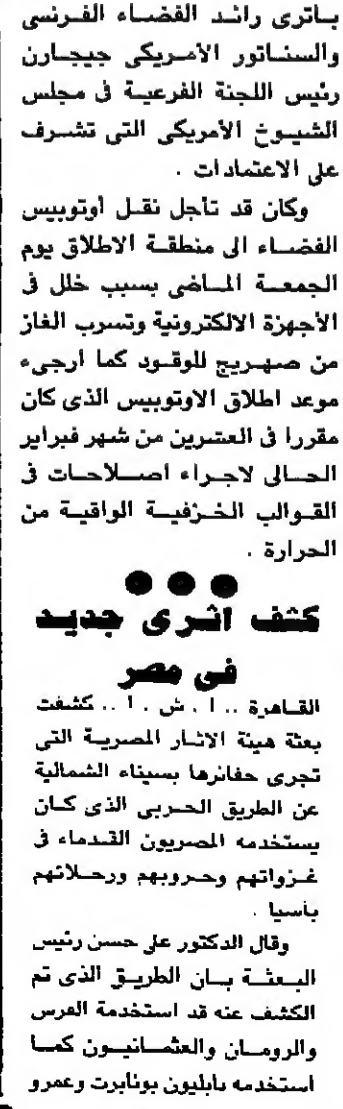 باترى رائد الفضاء الفرنسى
والسناتور الأمريكى جيجارن
رئيس اللجنة الفرعية فى مجلس
الشيوخ الأمريكى التى تشرف
على الاعتمادات .
وكان قد تأجل نقل أوتوبيس
الفضاء الى منطقة الاطلاق يوم
الجمعة الماضى بسبب خلل فى
الأجهزة الالكترونية وتسرب الغاز
من صهريج للوقود كما ارجىء
موعد اطلاق الاوتوبيس الذى كان
مقررا فى العشرين من شهر فبراير
الحالى لاجراء اصلاحات فى
القوالب الخزفية الواقية من
الحرارة .
كشف اثرى جديد
فى مصر
القاهرة .. ا . ش . ا .. كشفت
بعثة هيئة الاثار المصرية التى
تجرى حفائرها بسيناء الشمالية
عن الطريق الحربى الذى كان
يستخدمه المصريون القدماء فى
غزواتهم وحروبهم ورحلاتهم
بأسيا .
وقال الدكتور على حسن رئيس
البعثة بان الطريق الذى تم
الكشف عنه قد استخدمة الفرس
والرومان والعثمانيون كما
استخدمه نابليون بونابرت وعمرو